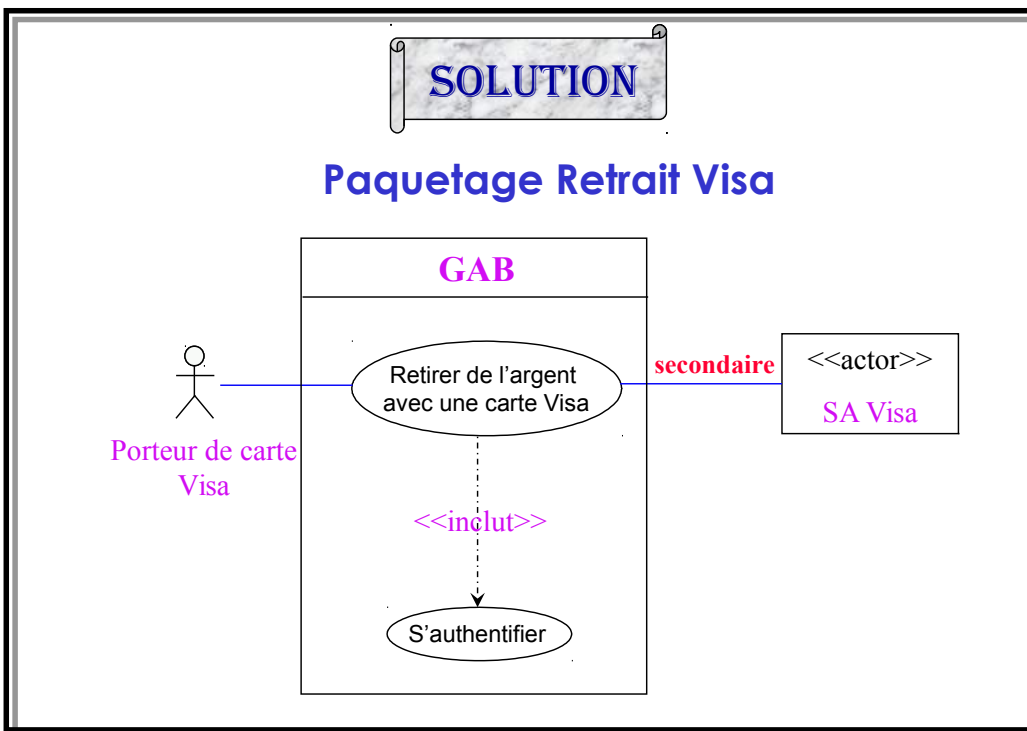 SOLUTION
Paquetage Retrait Visa
GAB
Retirer de l’argent
avec une carte Visa
secondaire
<<actor>>
SA Visa
Porteur de carte
Visa
<<inclut>>
S’authentifier